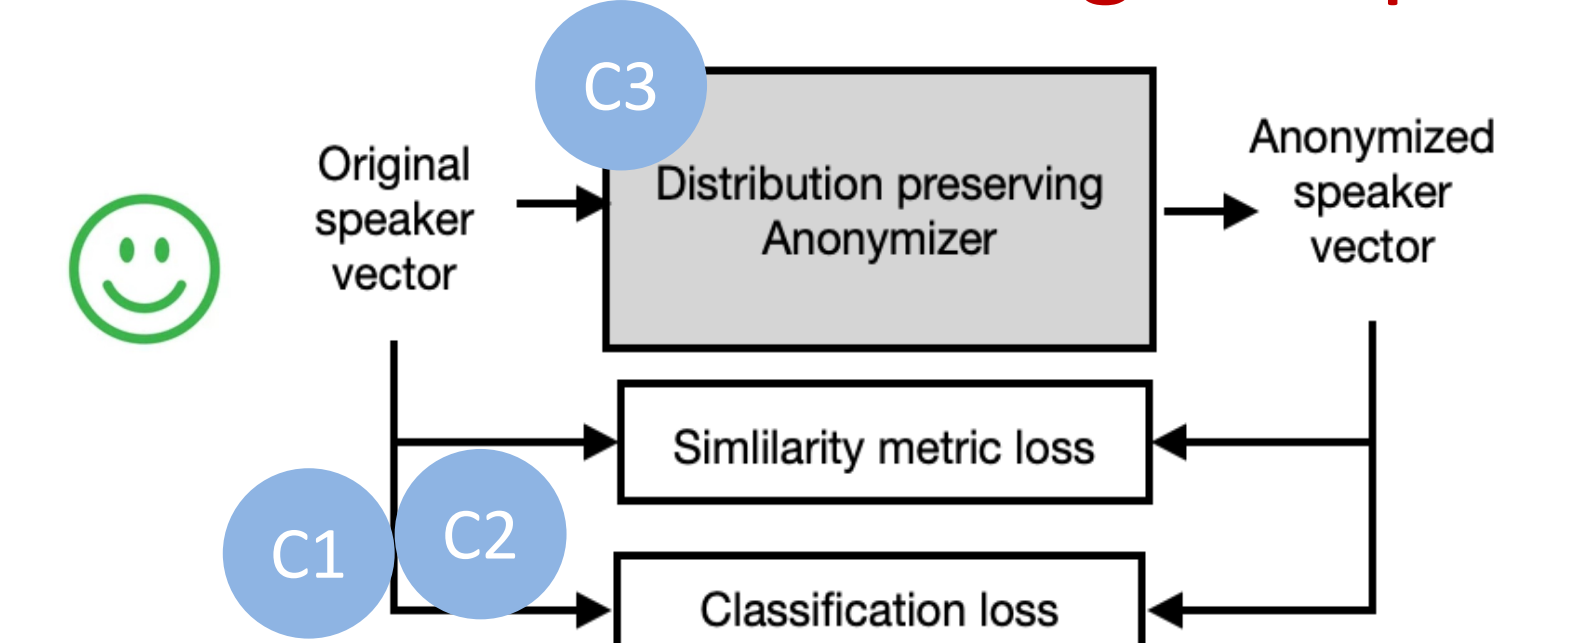 C3
Original
speaker
vector
Distribution preserving
Anonymizer
Anonymized
speaker
vector
Simlilarity metric loss
C1
C2
Classification loss